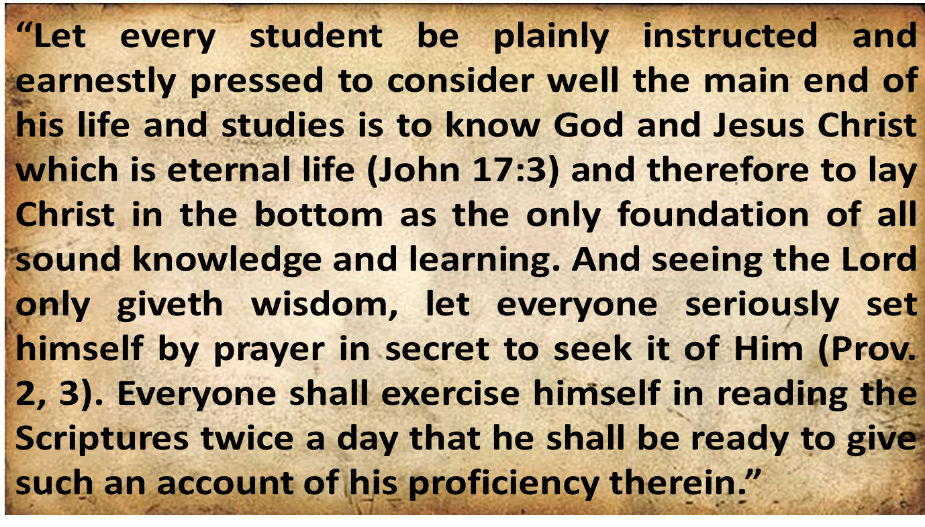 “Let every student be plainly instructed and
earnestly pressed to consider well the main end of
his life and studies is to know God and Jesus Christ
which is eternal life (John 17:3) and therefore to lay
Christ in the bottom as the only foundation of all
sound knowledge and learning. And seeing the Lord
only giveth wisdom, let everyone seriously set
himself by prayer in secret to seek it of Him (Prov.
2, 3). Everyone shall exercise himself in reading the
Scriptures twice a day that he shall be ready to give
such an account of his proficiency therein.”